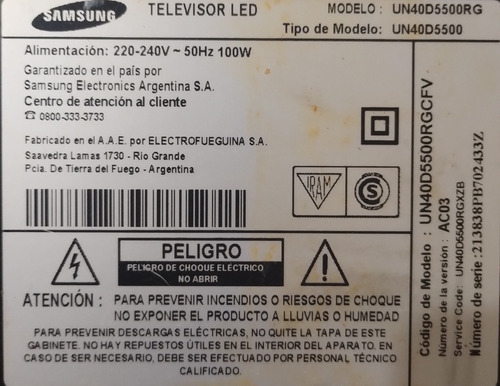 SAMSUNG
TELEVISOR LED
MODELO : UN40D5500RG
Tipo de Modelo: UN40D5500
Alimentación: 220-240V ~ 50Hz 100W
Garantizado en el país por
Samsung Electronics Argentina S.A.
Centro de atención al cliente
☎ 0800-333-3733
Fabricado en el A.A.E. por ELECTROFUEGUINA S.A.
Saavedra Lamas 1730 - Rio Grande
Pcia. De Tierra del Fuego - Argentina
IRAM
S
PELIGRO
PELIGRO DE CHOQUE ELECTRICO
NO ABRIR
ATENCIÓN : PARA PREVENIR INCENDIOS O RIESGOS DE CHOQUE
NO EXPONER EL PRODUCTO A LLUVIAS O HUMEDAD
PARA PREVENIR DESCARGAS ELÉCTRICAS, NO QUITE LA TAPA DE ESTE
GABINETE. NO HAY REPUESTOS ÚTILES EN EL INTERIOR DEL APARATO. EN
CASO DE SER NECESARIO, DEBE SER EFECTUADO POR PERSONAL TÉCNICO
CALIFICADO.
Código de Modelo : UN40D5500RGCFV
Número de la versión : AC03
Service Code: UN40D5500RGXZB
Número de serie : 213838PB702433Z